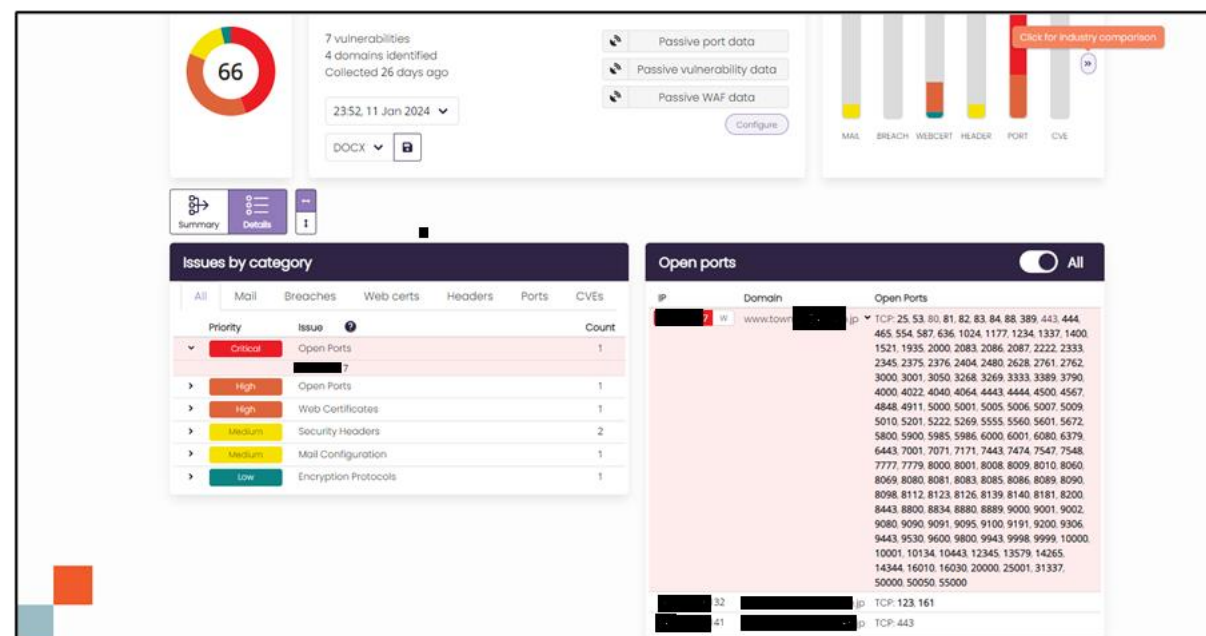 66
7 vulnerabilities
4 domains identified
Collected 26 days ago
23:52, 11 Jan 2024
DOCX
Passive port data
Passive vulnerability data
Passive WAF data
Configure
Click for industry comparison
MAIL BREACH WEBCERT HEADER PORT CVE
Summary
Details
Issues by category
All Mail Breaches Web certs Headers Ports CVEs
Priority Issue Count
Critical Open Ports 1
7
High Open Ports 1
High Web Certificates 1
Medium Security Headers 2
Medium Mail Configuration 1
Low Encryption Protocols 1
Open ports All
IP Domain Open Ports
7 W www.town jp TCP: 25, 53, 80, 81, 82, 83, 84, 88, 389, 443, 444,
465, 554, 587, 636, 1024, 1177, 1234, 1337, 1400,
1521, 1935, 2000, 2083, 2086, 2087, 2222, 2333,
2345, 2375, 2376, 2404, 2480, 2628, 2761, 2762,
3000, 3001, 3050, 3268, 3269, 3333, 3389, 3790,
4000, 4022, 4040, 4064, 4443, 4444, 4500, 4567,
4848, 4911, 5000, 5001, 5005, 5006, 5007, 5009,
5010, 5201, 5222, 5269, 5555, 5560, 5601, 5672,
5800, 5900, 5985, 5986, 6000, 6001, 6080, 6379,
6443, 7001, 7071, 7171, 7443, 7474, 7547, 7548,
7777, 7779, 8000, 8001, 8008, 8009, 8010, 8060,
8069, 8080, 8081, 8083, 8085, 8086, 8089, 8090,
8098, 8112, 8123, 8126, 8139, 8140, 8181, 8200,
8443, 8800, 8834, 8880, 8889, 9000, 9001, 9002,
9080, 9090, 9091, 9095, 9100, 9191, 9200, 9306,
9443, 9530, 9600, 9800, 9943, 9998, 9999, 10000,
10001, 10134, 10443, 12345, 13579, 14265,
14344, 16010, 16030, 20000, 25001, 31337,
50000, 50050, 55000
132 jp TCP: 123, 161
41 jp TCP: 443